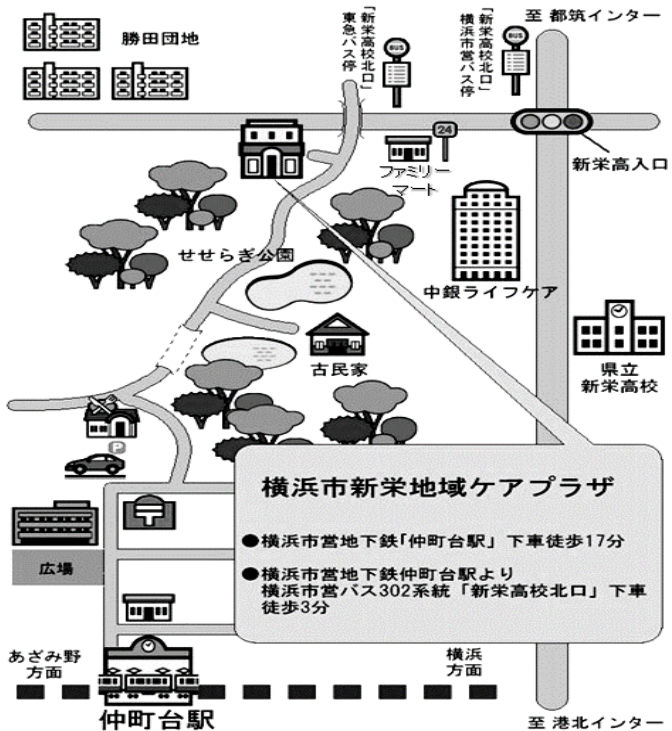 至 都筑インター
「新栄高校北口」
東急バス停
BUS
「新栄高校北口」
横浜市営バス停
BUS
勝田団地
24
ファミリー
マート
新栄高入口
せせらぎ公園
中銀ライフケア
古民家
県立
新栄高校
P
横浜市新栄地域ケアプラザ
●横浜市営地下鉄「仲町台駅」下車徒歩17分
●横浜市営地下鉄仲町台駅より
横浜市営バス302系統「新栄高校北口」下車
徒歩3分
広場
あざみ野
方面
横浜
方面
仲町台駅
至 港北インター